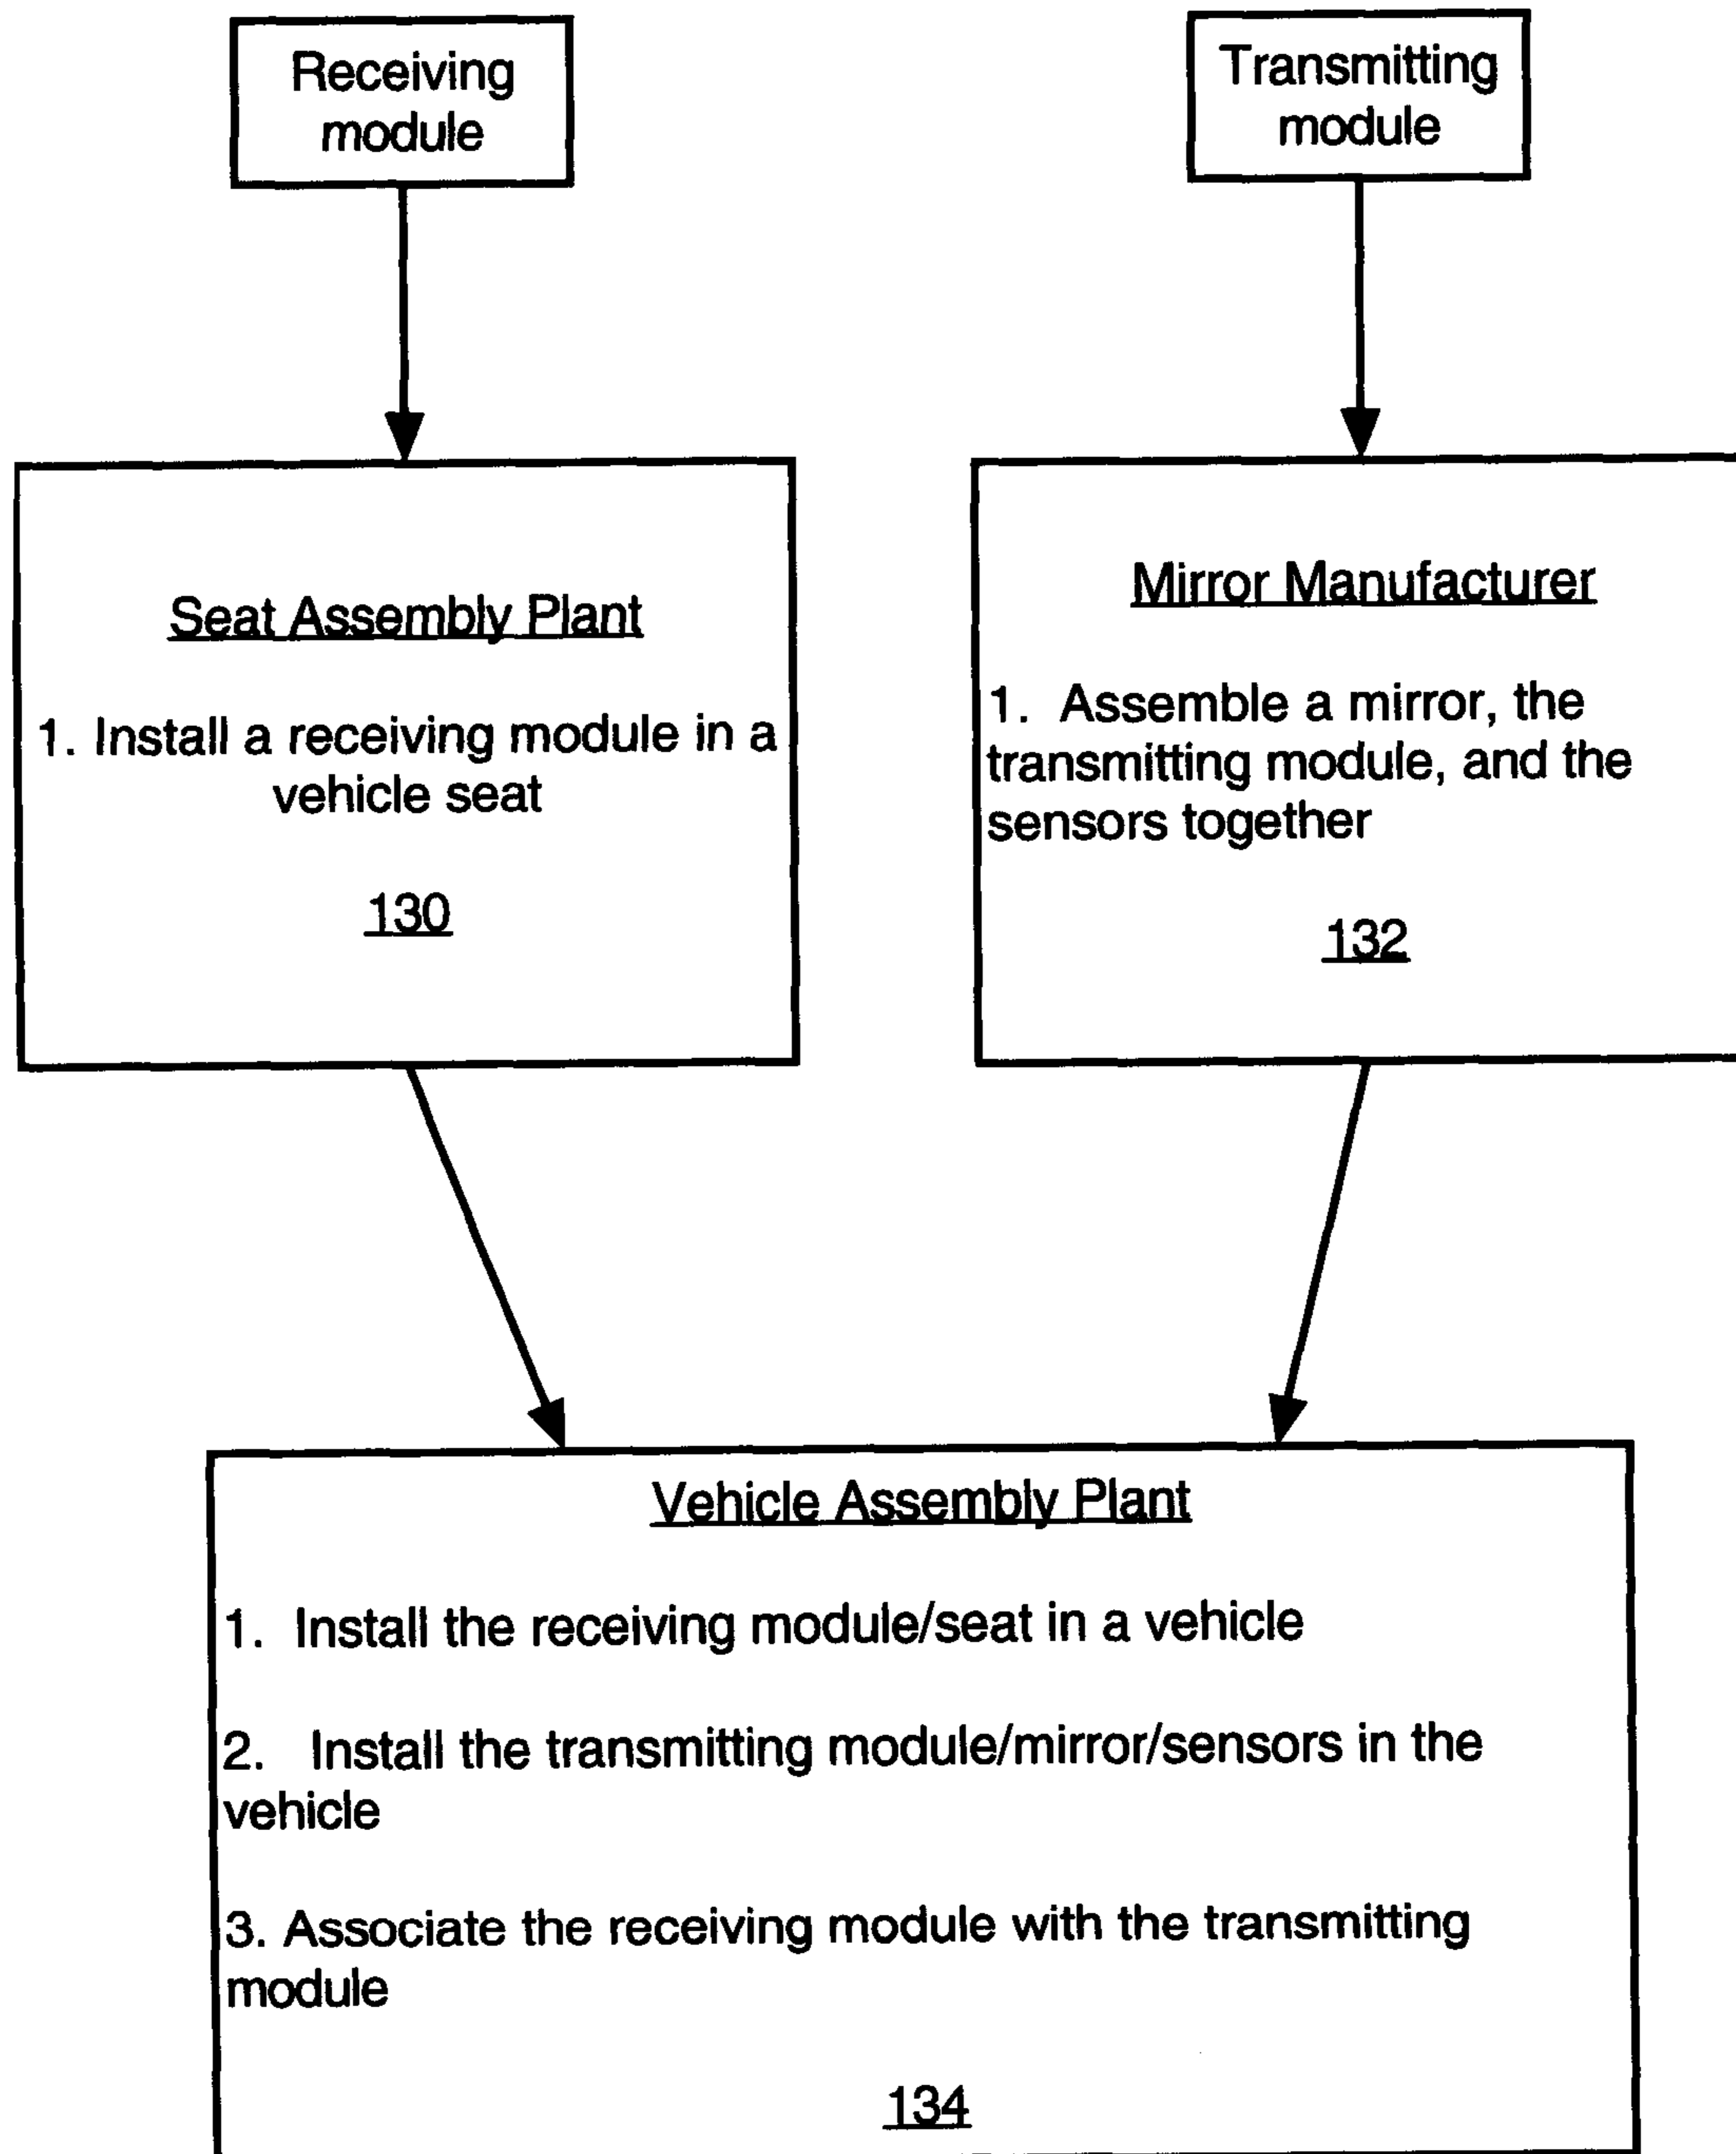 Receiving
module
Transmitting
module
Seat Assembly Plant
1. Install a receiving module in a
vehicle seat
130
Mirror Manufacturer
1. Assemble a mirror, the
transmitting module, and the
sensors together
132
Vehicle Assembly Plant
1. Install the receiving module/seat in a vehicle
2. Install the transmitting module/mirror/sensors in the
vehicle
3. Associate the receiving module with the transmitting
module
134